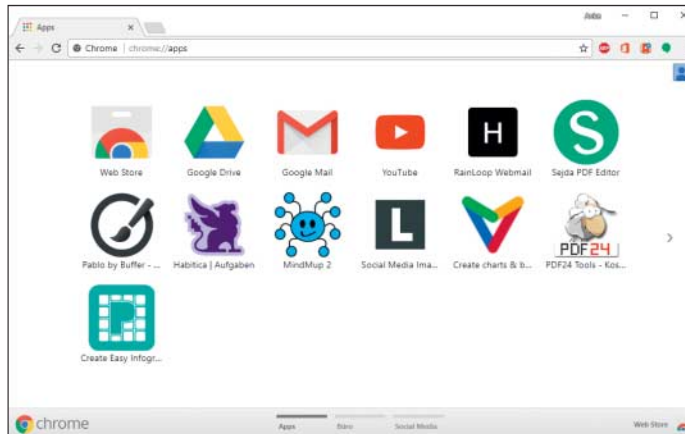 Apps
Chrome | chrome://apps
H
S
Web Store
Google Drive
Google Mail
YouTube
RainLoop Webmail
Sejda PDF Editor
L
PDF24
Pablo by Buffer - ...
Habitica | Aufgaben
MindMup 2
Social Media Ima...
Create charts & b...
PDF24 Tools - Kos...
P
Create Easy Infogr...
chrome
Apps
Büro
Social Media
Web Store